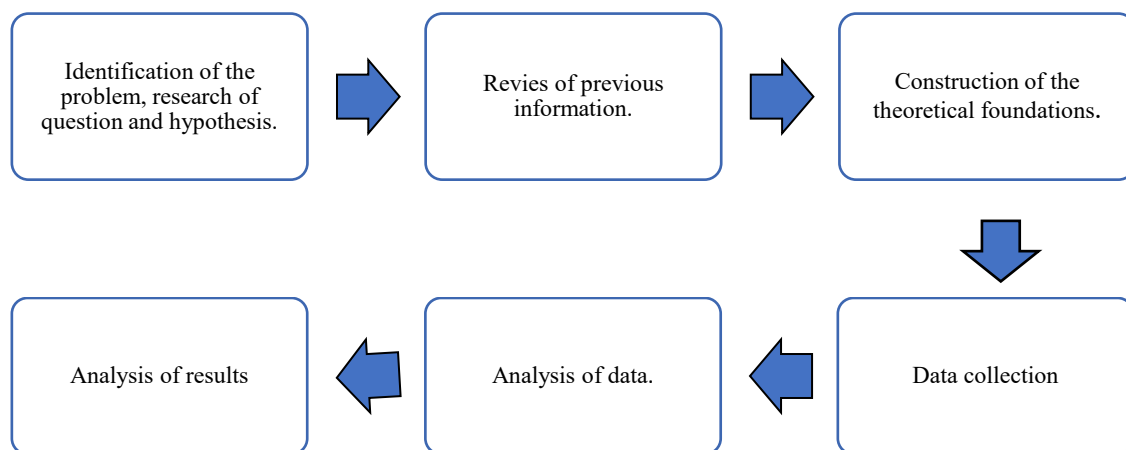 Identification of the
problem, research of
question and hypothesis.
Revies of previous
information.
Construction of the
theoretical foundations.
Data collection
Analysis of data.
Analysis of results